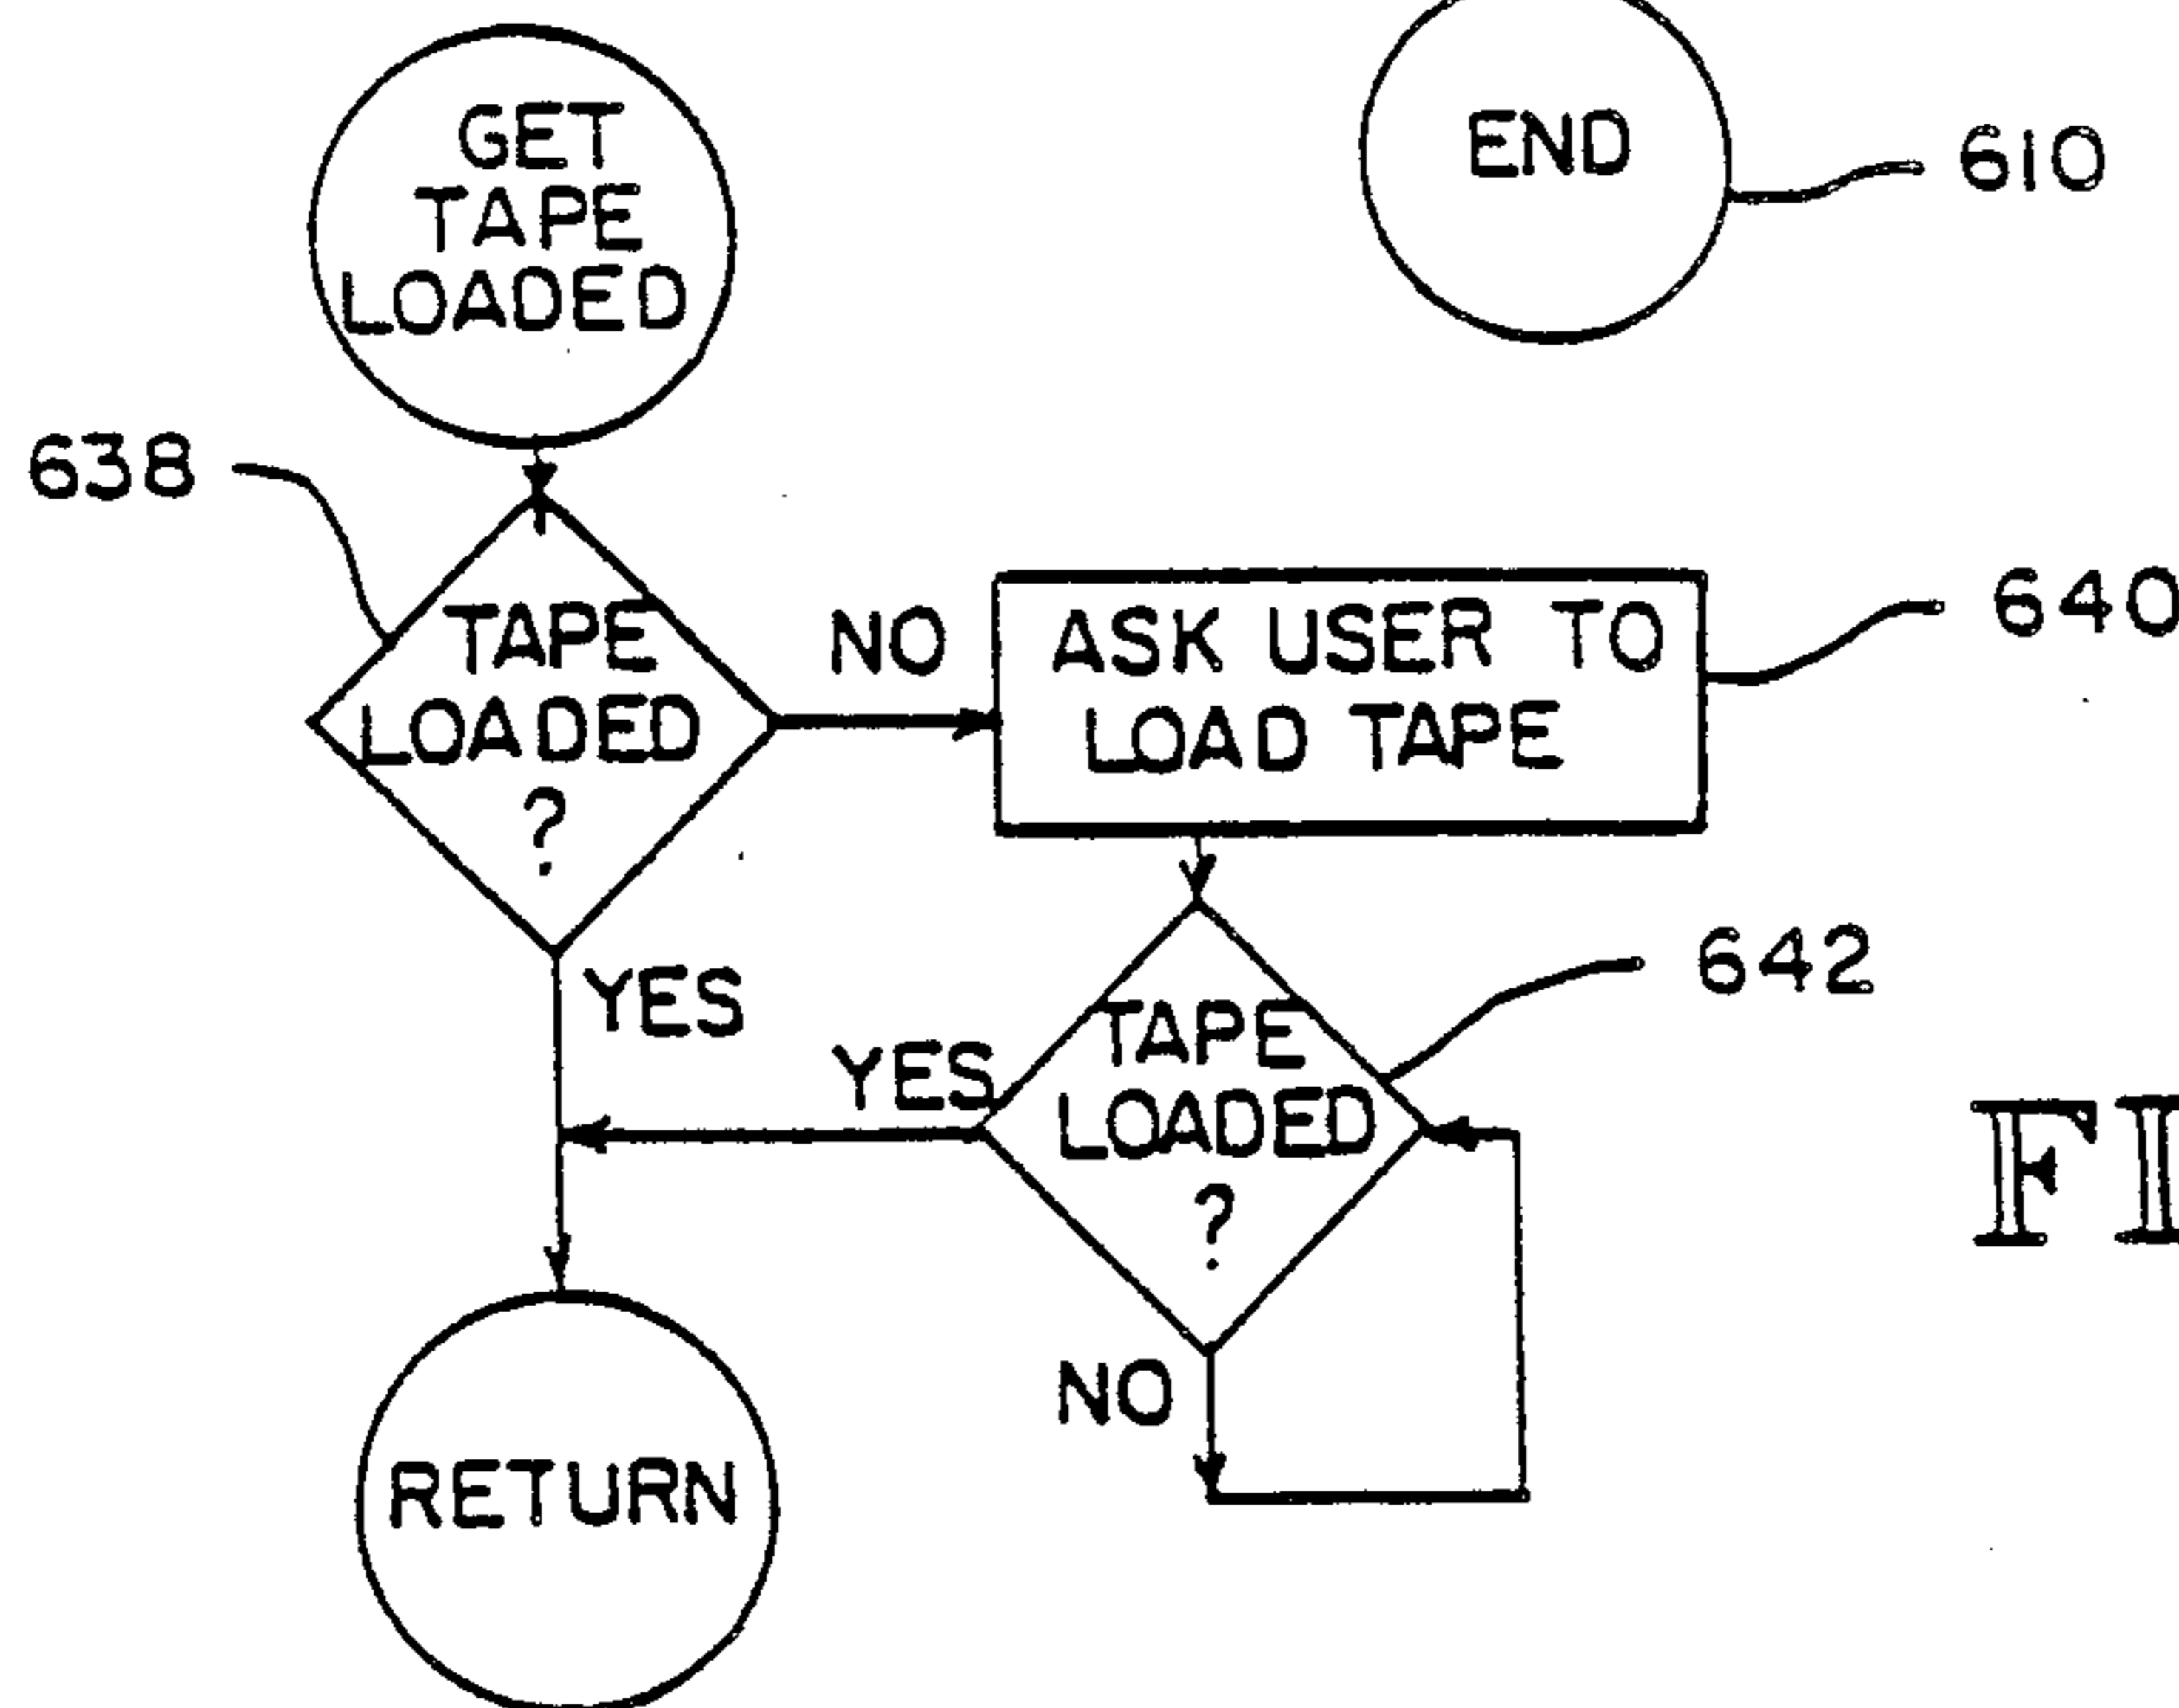 GET
TAPE
LOADED
END
610
638
TAPE
LOADED
?
NO
ASK USER TO
LOAD TAPE
640
YES
YES
TAPE
LOADED
?
642
FI
NO
RETURN